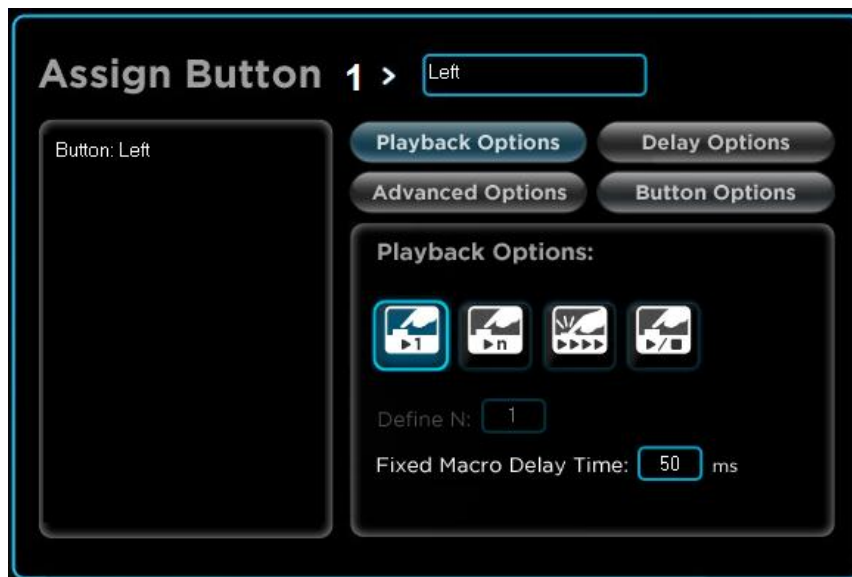 Assign Button 1 > Left
Button: Left
Playback Options Delay Options
Advanced Options Button Options
Playback Options:
▶1 ▶n ▶▶▶▶ ▶/■
Define N: 1
Fixed Macro Delay Time: 50 ms